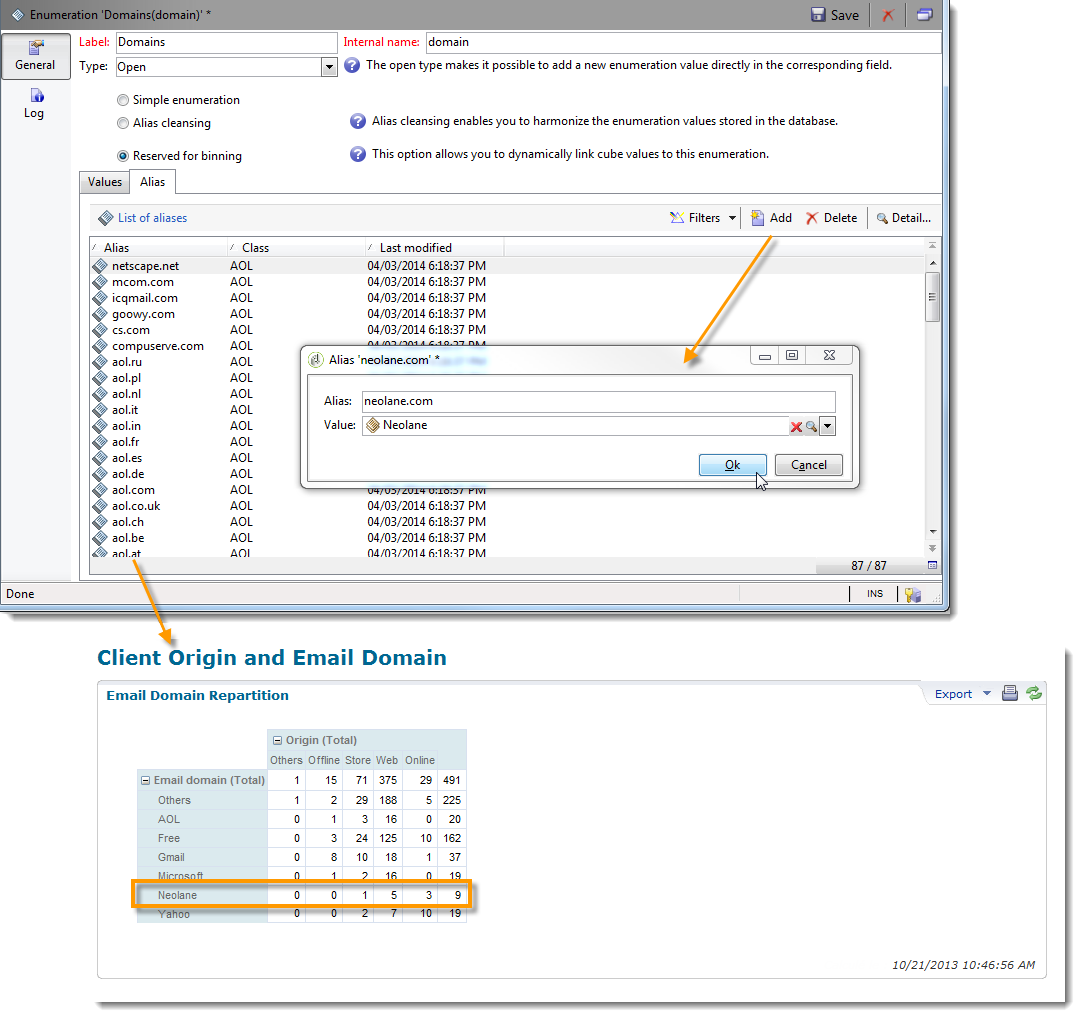 Enumeration 'Domains(domain)' *
Save
General
Log
Label: Domains Internal name: domain
Type: Open The open type makes it possible to add a new enumeration value directly in the corresponding field.
Simple enumeration
Alias cleansing Alias cleansing enables you to harmonize the enumeration values stored in the database.
Reserved for binning This option allows you to dynamically link cube values to this enumeration.
Values Alias
List of aliases Filters Add Delete Detail...
Alias Class Last modified
netscape.net AOL 04/03/2014 6:18:37 PM
mcom.com AOL 04/03/2014 6:18:37 PM
icqmail.com AOL 04/03/2014 6:18:37 PM
goowy.com AOL 04/03/2014 6:18:37 PM
cs.com AOL 04/03/2014 6:18:37 PM
compuserve.com AOL 04/03/2014 6:18:37 PM
aol.ru AOL
aol.pl AOL
aol.nl AOL
aol.it AOL
aol.in AOL
aol.fr AOL
aol.es AOL
aol.de AOL
aol.com AOL 04/03/2014 6:18:37 PM
aol.co.uk AOL 04/03/2014 6:18:37 PM
aol.ch AOL 04/03/2014 6:18:37 PM
aol.be AOL 04/03/2014 6:18:37 PM
aol.at AOL 04/03/2014 6:18:37 PM
Alias 'neolane.com' *
Alias: neolane.com
Value: Neolane
Ok Cancel
87 / 87
Done INS
Client Origin and Email Domain
Email Domain Repartition Export
Origin (Total)
Others Offline Store Web Online
Email domain (Total) 1 15 71 375 29 491
Others 1 2 29 188 5 225
AOL 0 1 3 16 0 20
Free 0 3 24 125 10 162
Gmail 0 8 10 18 1 37
Microsoft 0 1 2 16 0 19
Neolane 0 0 1 5 3 9
Yahoo 0 0 2 7 10 19
10/21/2013 10:46:56 AM